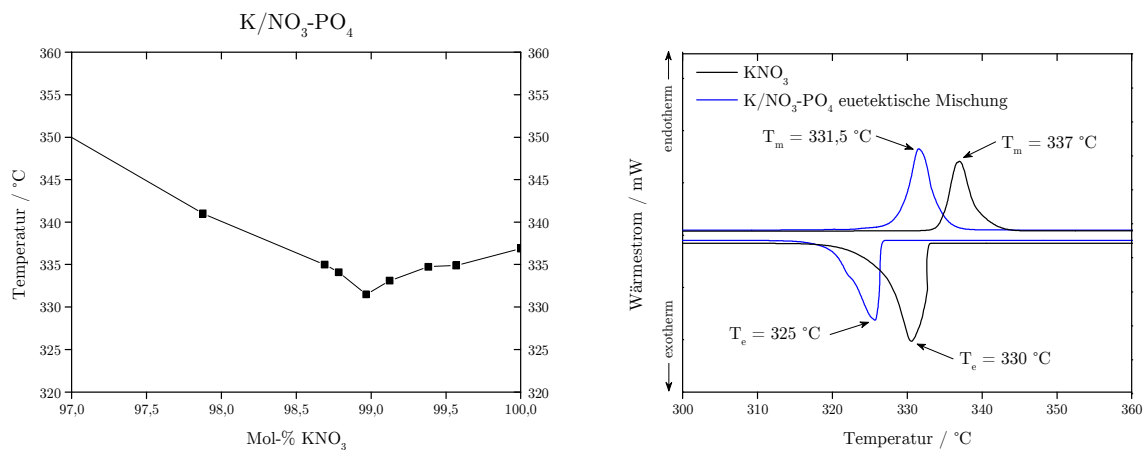 K/NO₃-PO₄
360
355
350
345
340
335
330
325
320
360
355
350
345
340
335
330
325
320
97,0
97,5
98,0
98,5
99,0
99,5
100,0
Temperatur / °C
Mol-% KNO₃
KNO₃
K/NO₃-PO₄ euetektische Mischung
Tₘ = 331,5 °C
Tₘ = 337 °C
Tₑ = 325 °C
Tₑ = 330 °C
endotherm
exotherm
Wärmestrom / mW
300
310
320
330
340
350
360
Temperatur / °C